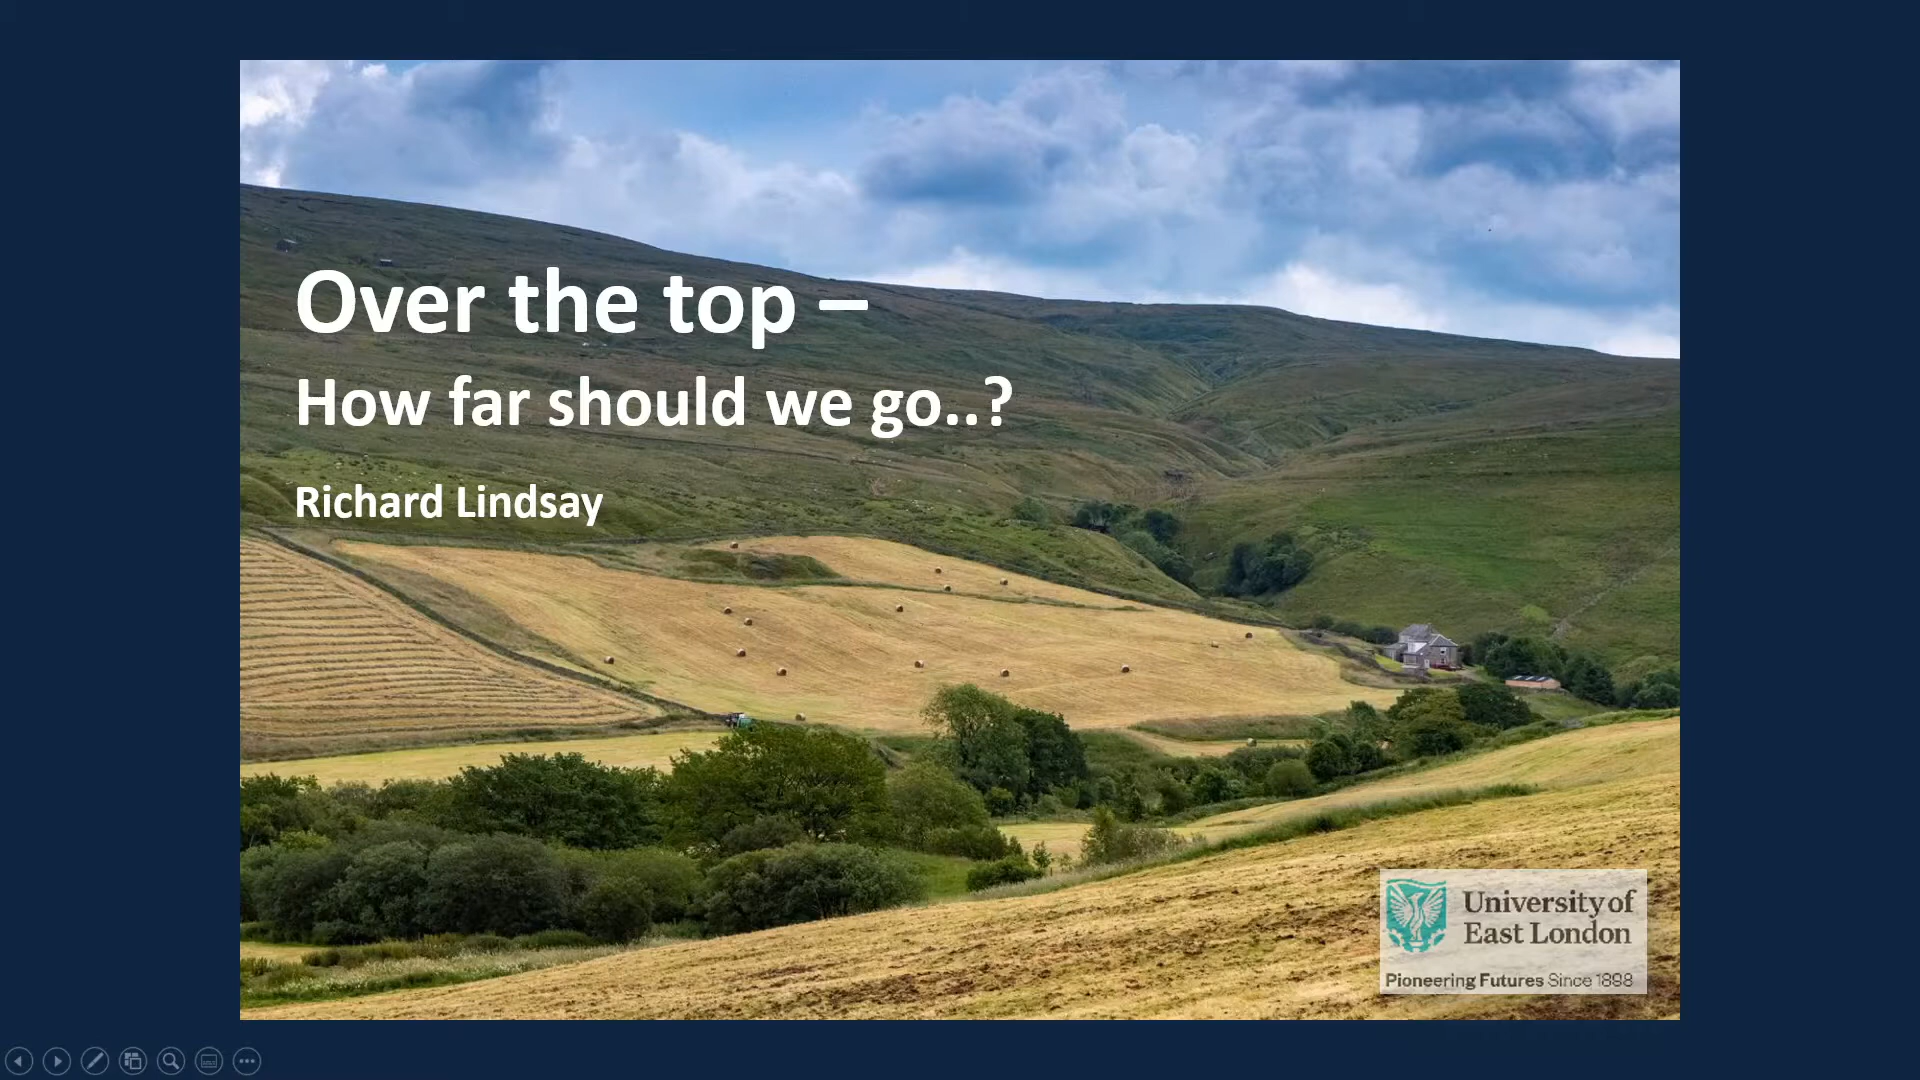 Over the top –
How far should we go..?
Richard Lindsay
University of
East London
Pioneering Futures Since 1898